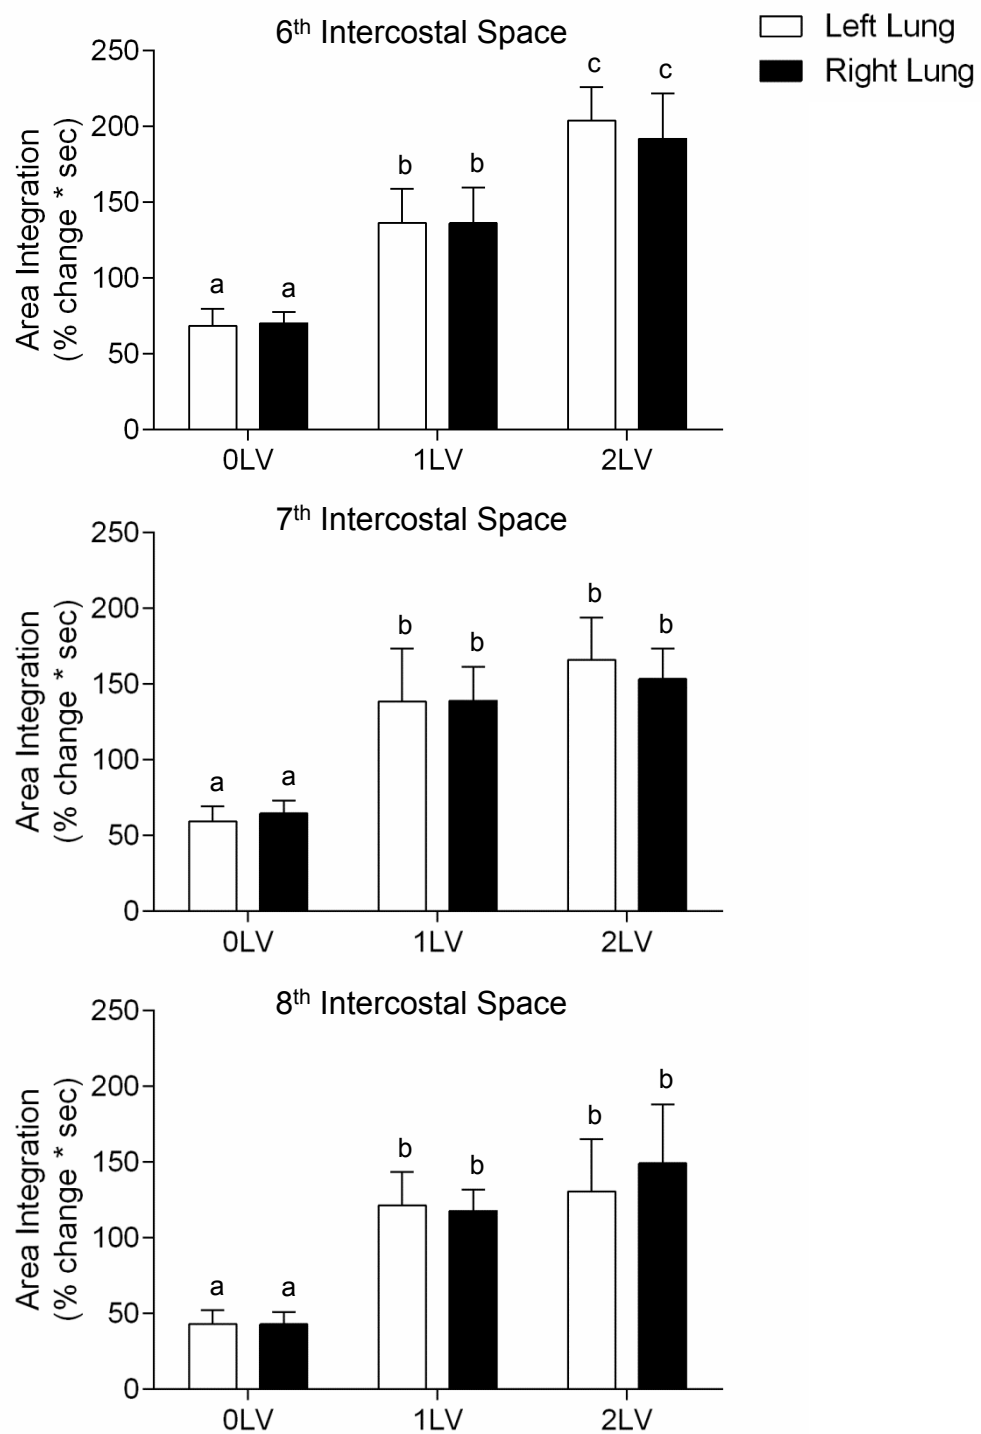 6th Intercostal Space
Left Lung
Right Lung
Area Integration
(% change * sec)
250
200
150
100
50
0
a
a
b
b
c
c
0LV
1LV
2LV
7th Intercostal Space
Area Integration
(% change * sec)
250
200
150
100
50
0
a
a
b
b
b
b
0LV
1LV
2LV
8th Intercostal Space
Area Integration
(% change * sec)
250
200
150
100
50
0
a
a
b
b
b
b
0LV
1LV
2LV